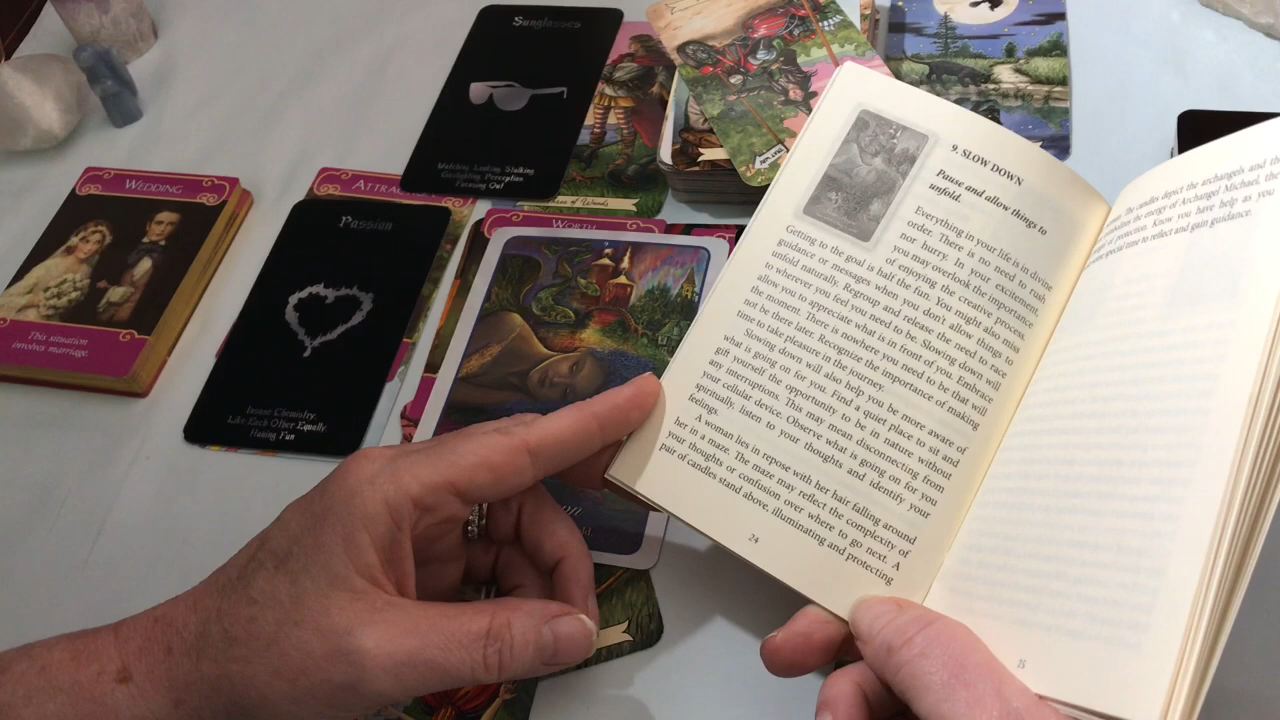 Sunglasses
Watching Looking Stalking
Gaslighting Perception
Focusing Out
WEDDING
This situation
involves marriage.
Passion
Insane Chemistry.
Like Each Other Equally.
Having Fun
WORTH
of Wands
9. SLOW DOWN
Pause and allow things to
unfold.
Everything in your life is in divine
order. There is no need to rush
nor hurry. In your excitement,
you may overlook the importance
of enjoying the creative process.
Getting to the goal is half the fun. You might also miss
guidance or messages when you don't allow things to
unfold naturally. Regroup and release the need to race
to wherever you feel you need to be. Slowing down will
allow you to appreciate what is in front of you. Embrace
the moment. There is nowhere you need to be that will
not be there later. Recognize the importance of making
time to take pleasure in the journey.
Slowing down will also help you be more aware of
what is going on for you. Find a quiet place to sit and
gift yourself the opportunity to be in nature without
any interruptions. This may mean disconnecting from
your cellular device. Observe what is going on for you
spiritually, listen to your thoughts and identify your
feelings.
A woman lies in repose with her hair falling around
her in a maze. The maze may reflect the complexity of
your thoughts or confusion over where to go next. A
pair of candles stand above, illuminating and protecting
24
The candles depict the archangels and the
energy of Archangel Michael, the
of protection. Know you have help as you
some special time to reflect and gain guidance.